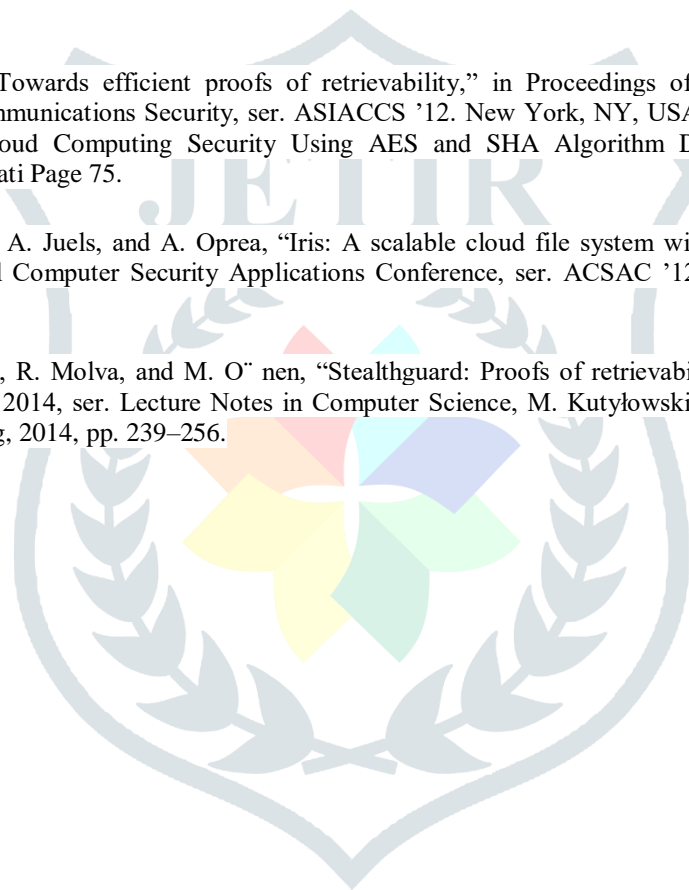 Towards efficient proofs of retrievability,” in Proceedings of
mmunications Security, ser. ASIACCS ’12. New York, NY, USA
oud Computing Security Using AES and SHA Algorithm D
ati Page 75.
JETIR
A. Juels, and A. Oprea, “Iris: A scalable cloud file system wi
l Computer Security Applications Conference, ser. ACSAC ’12
, R. Molva, and M. O¨ nen, “Stealthguard: Proofs of retrievabi
2014, ser. Lecture Notes in Computer Science, M. Kutyłowski
g, 2014, pp. 239–256.